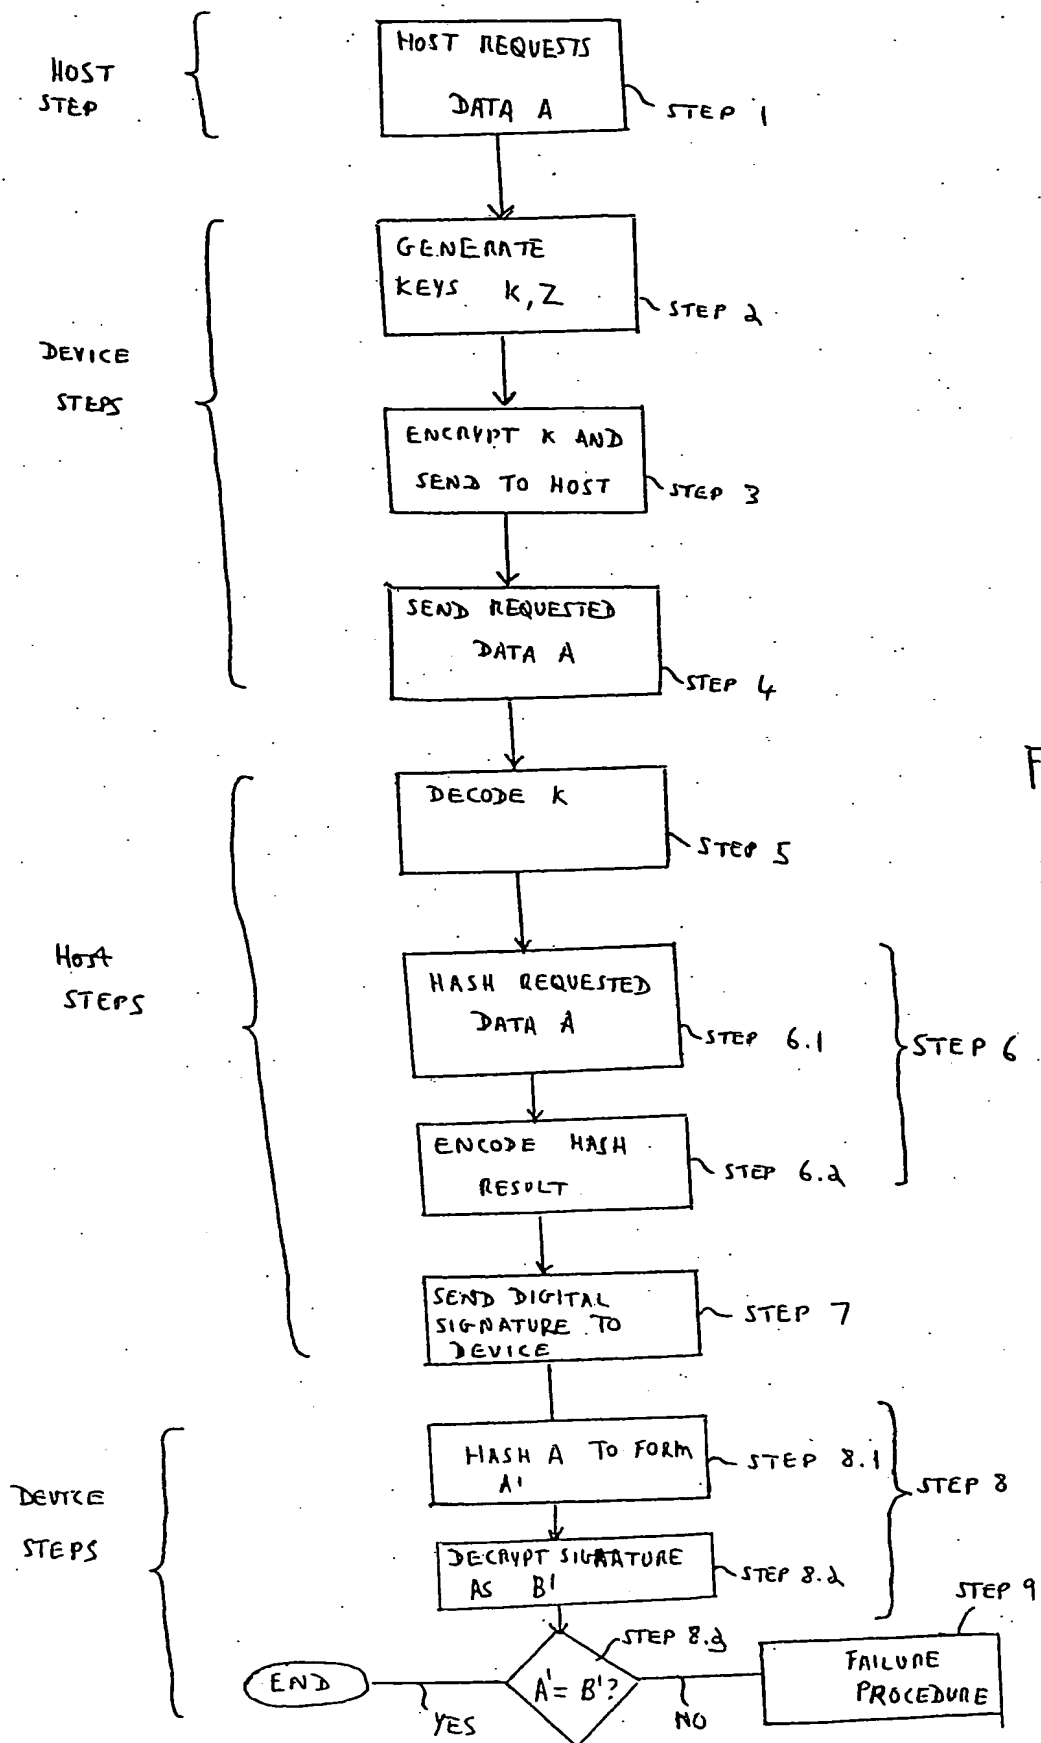 HOST REQUESTS
DATA A
STEP 1
HOST
STEP
GENERATE
KEYS K, Z
STEP 2
DEVICE
STEPS
ENCRYPT K AND
SEND TO HOST
STEP 3
SEND REQUESTED
DATA A
STEP 4
DECODE K
STEP 5
HOST
STEPS
HASH REQUESTED
DATA A
STEP 6.1
STEP 6
ENCODE HASH
RESULT
STEP 6.2
SEND DIGITAL
SIGNATURE TO
DEVICE
STEP 7
HASH A TO FORM
A'
STEP 8.1
STEP 8
DEVICE
STEPS
DECRYPT SIGNATURE
AS B'
STEP 8.2
STEP 8.3
A' = B'?
YES
END
NO
STEP 9
FAILURE
PROCEDURE
F